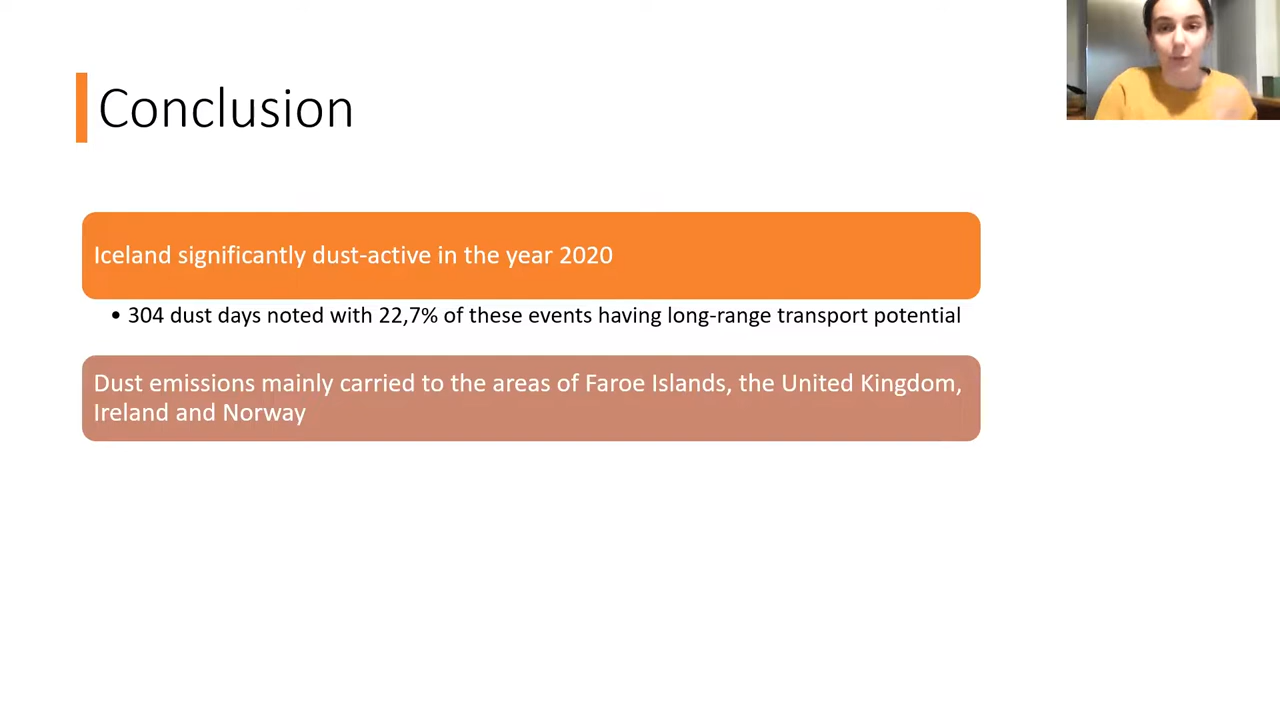 Conclusion
Iceland significantly dust-active in the year 2020
• 304 dust days noted with 22,7% of these events having long-range transport potential
Dust emissions mainly carried to the areas of Faroe Islands, the United Kingdom,
Ireland and Norway